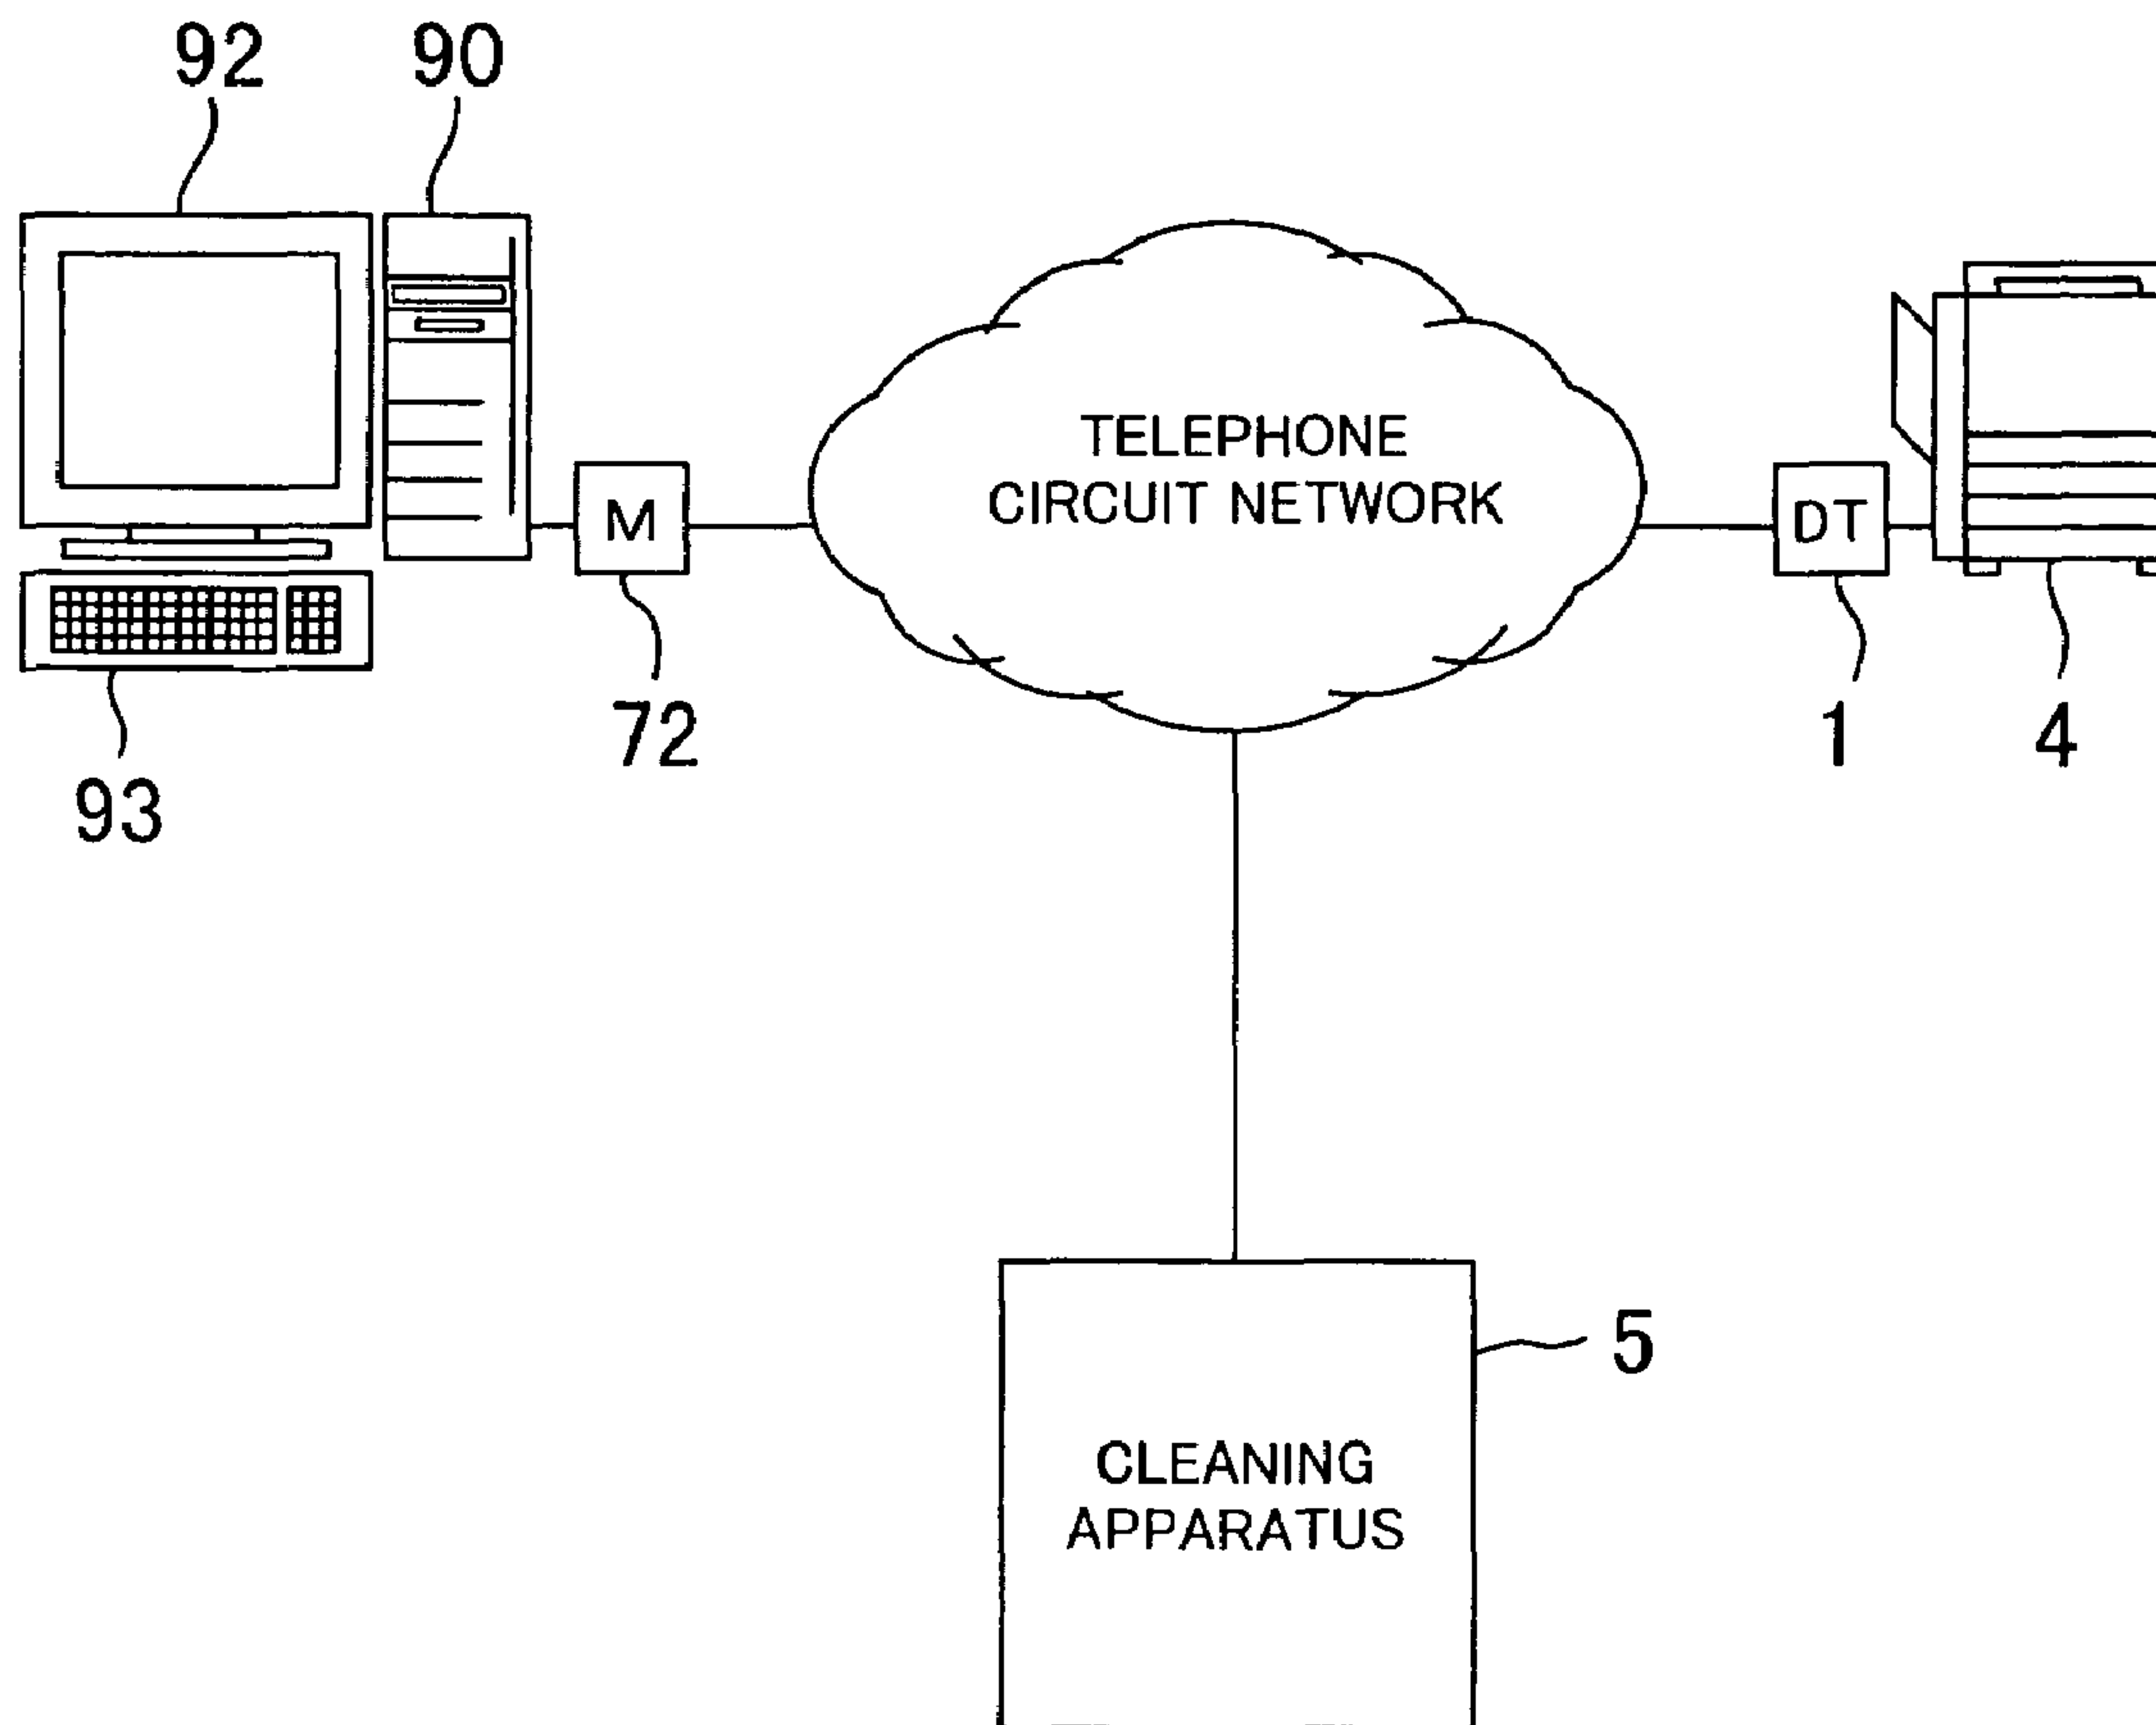 92
90
TELEPHONE
CIRCUIT NETWORK
M
DT
72
1
4
93
5
CLEANING
APPARATUS